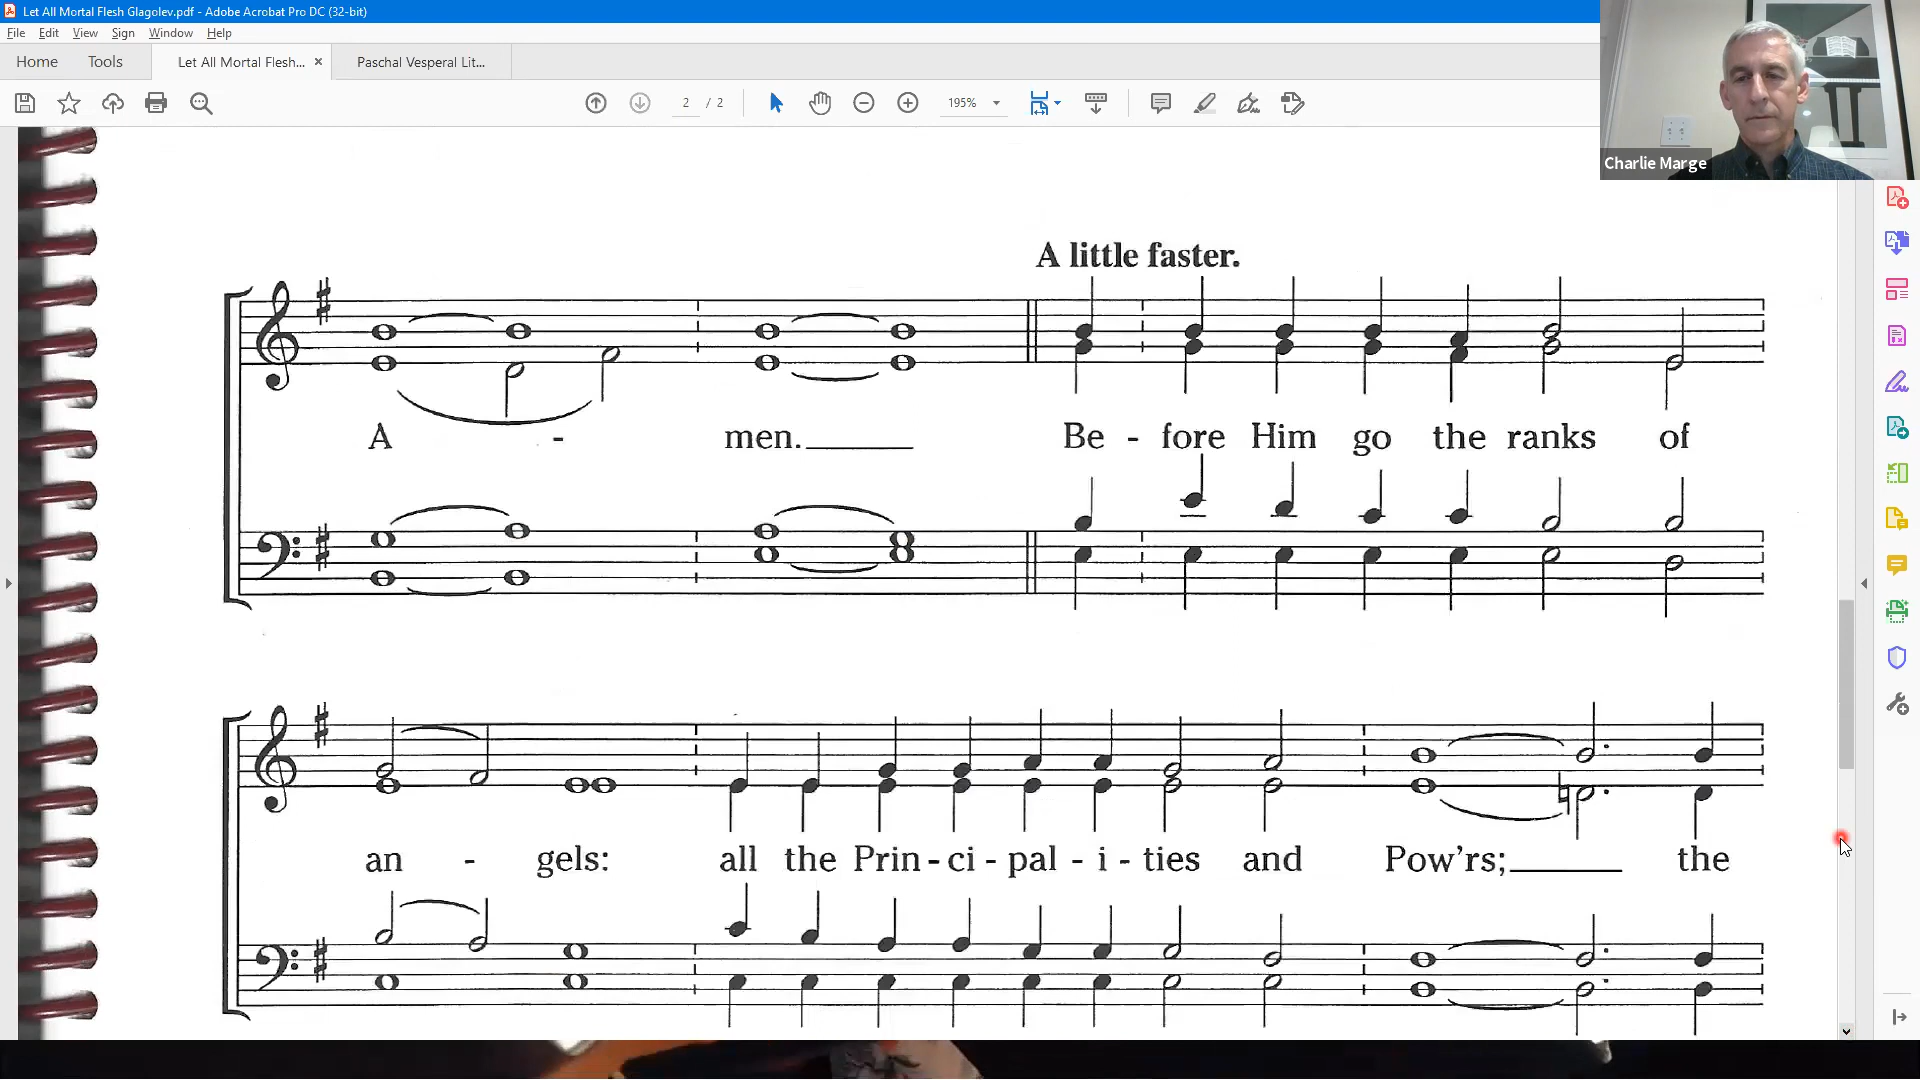 Let All Mortal Flesh Glagolev.pdf - Adobe Acrobat Pro DC (32-bit)
File Edit View Sign Window Help
Home Tools Let All Mortal Flesh... × Paschal Vesperal Lit...
2 / 2 195%
Charlie Marge
A little faster.
A - men. Be - fore Him go the ranks of
an - gels: all the Prin - ci - pal - i - ties and Pow'rs; the